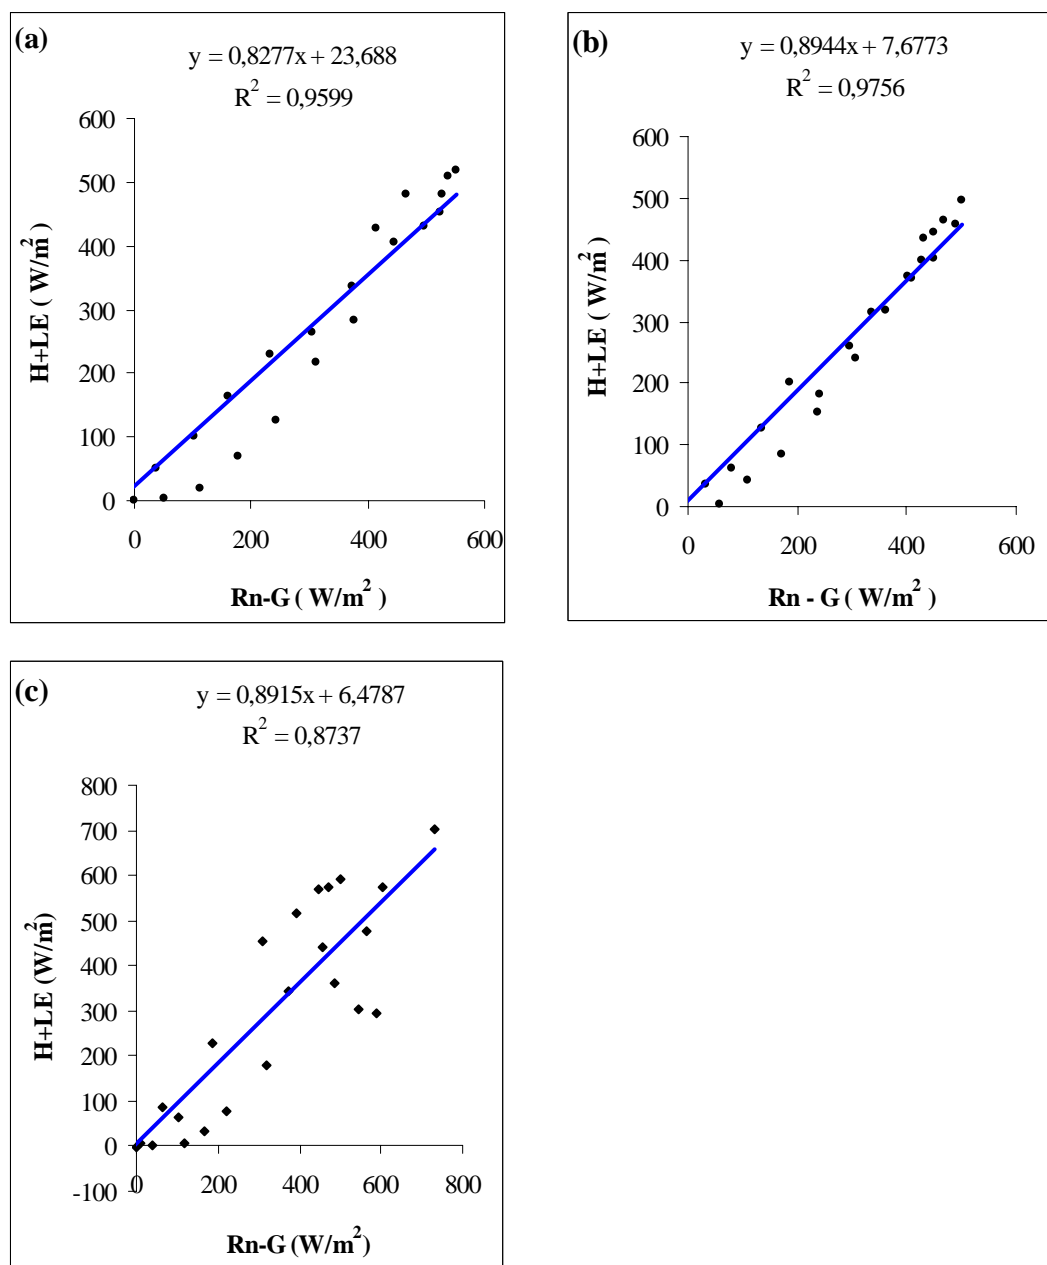 (a)
y = 0,8277x + 23,688
R² = 0,9599
600
500
400
300
200
100
0
H+LE ( W/m² )
0 200 400 600
Rn-G ( W/m² )
(b)
y = 0,8944x + 7,6773
R² = 0,9756
600
500
400
300
200
100
0
H+LE ( W/m² )
0 200 400 600
Rn - G ( W/m² )
(c)
y = 0,8915x + 6,4787
R² = 0,8737
800
700
600
500
400
300
200
100
0
-100
H+LE (W/m²)
0 200 400 600 800
Rn-G (W/m²)